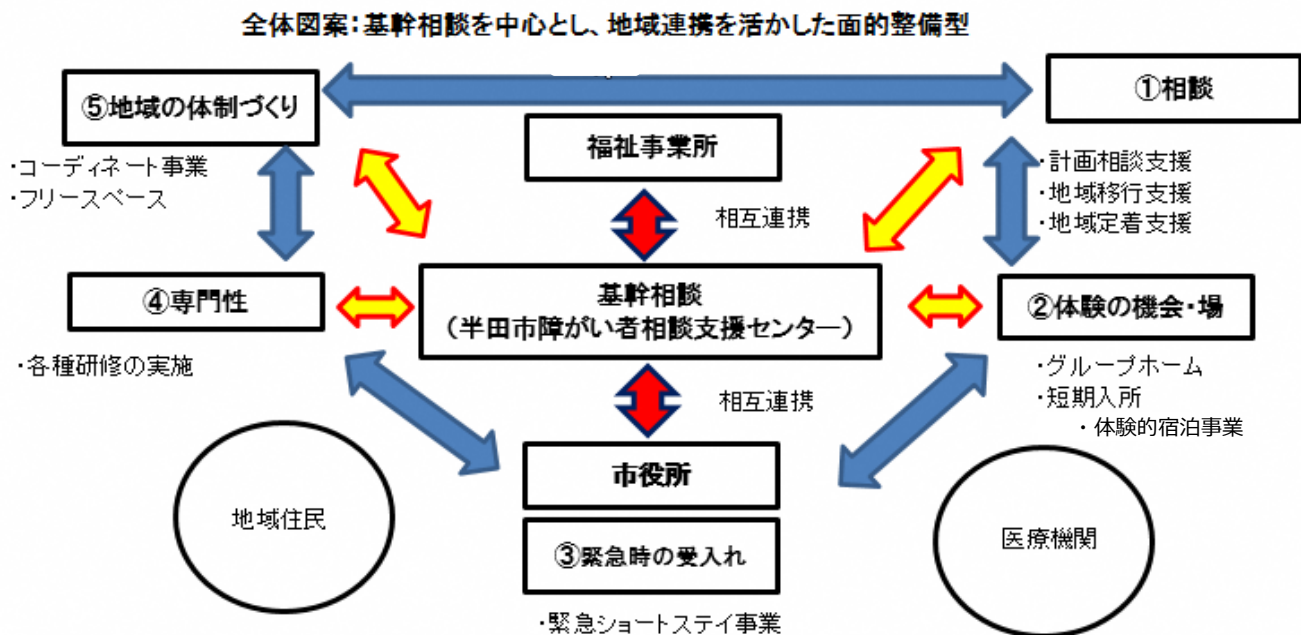 全体図案：基幹相談を中心とし、地域連携を活かした面的整備型
⑤地域の体制づくり
・コーディネート事業
・フリースペース
①相談
・計画相談支援
・地域移行支援
・地域定着支援
福祉事業所
相互連携
④専門性
・各種研修の実施
基幹相談
（半田市障がい者相談支援センター）
②体験の機会・場
・グループホーム
・短期入所
・体験的宿泊事業
相互連携
市役所
③緊急時の受入れ
・緊急ショートステイ事業
地域住民
医療機関